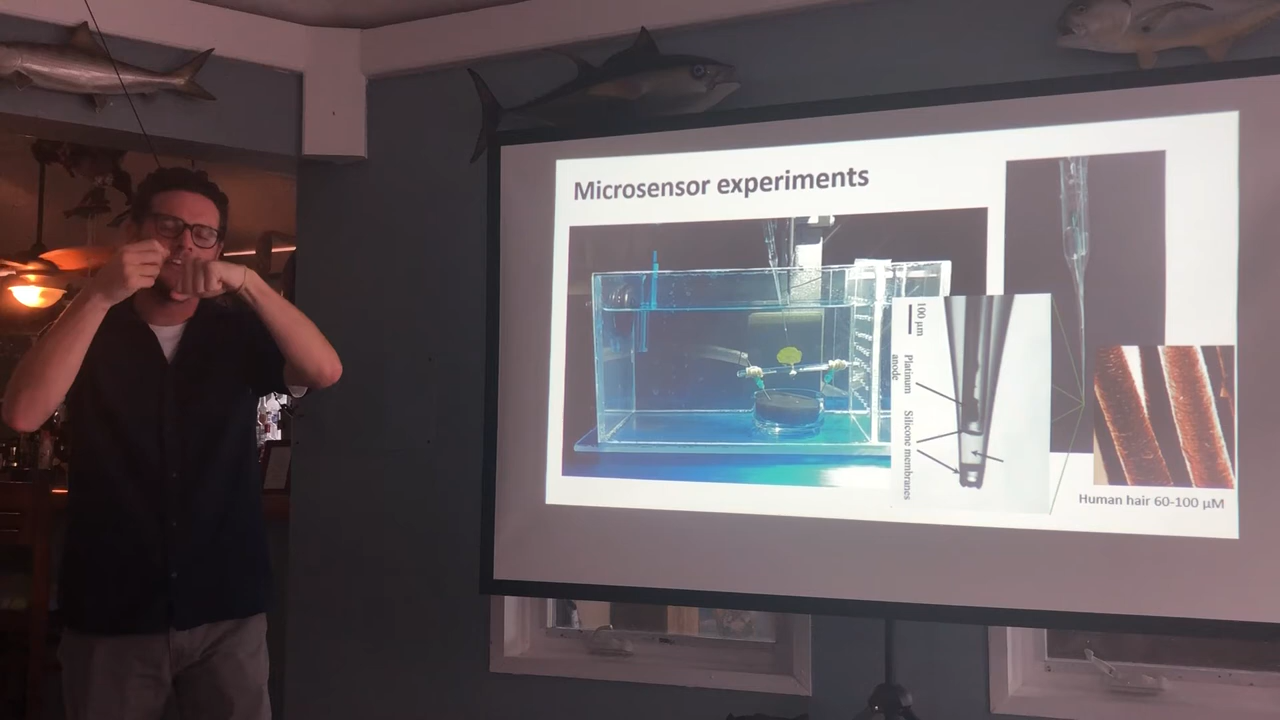 Microsensor experiments
100 µm
Platinum
anode
Silicone membranes
Human hair 60-100 µM